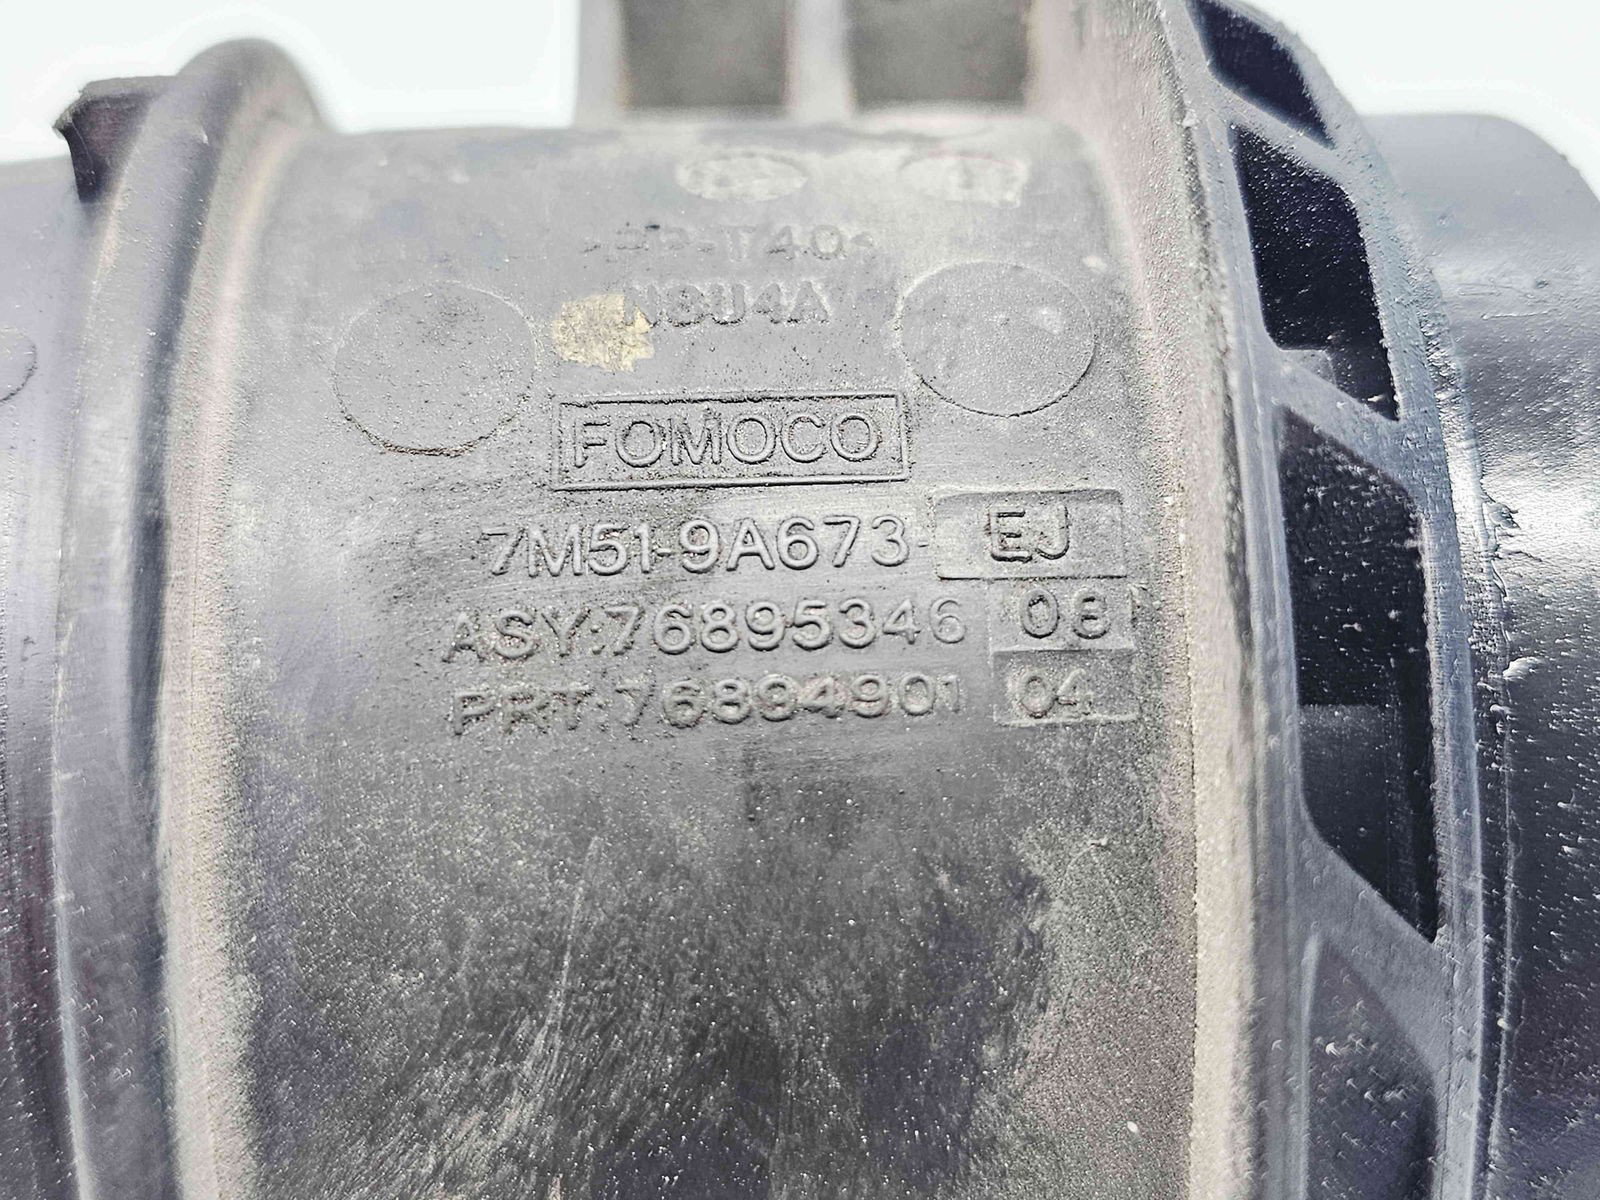 FOMOCO
7M51-9A673- EJ
ASY:76895346 08
PRT:76894901 04